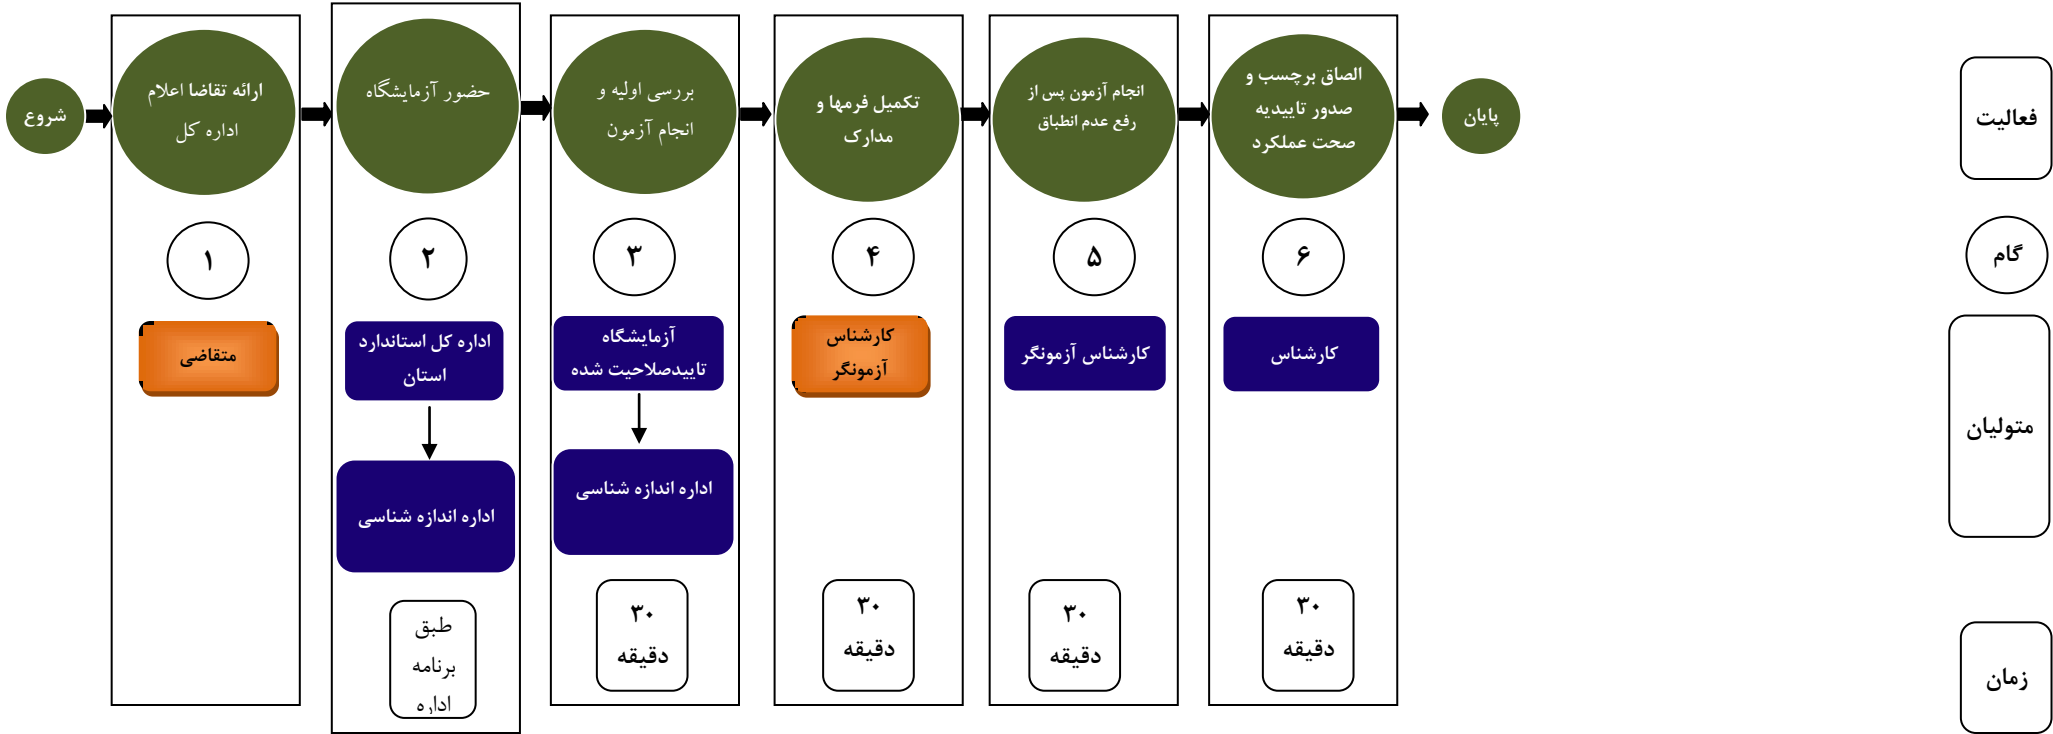 شروع
ارائه تقاضا اعلام
اداره کل
حضور آزمایشگاه
بررسی اولیه و
انجام آزمون
تکمیل فرمها و
مدارک
انجام آزمون پس از
رفع عدم انطباق
الصاق برچسب و
صدور تاییدیه
صحت عملکرد
پایان
فعالیت
۱
۲
۳
۴
۵
۶
گام
متقاضی
اداره کل استاندارد
استان
اداره اندازه شناسی
آزمایشگاه
تاییدصلاحیت شده
اداره اندازه شناسی
کارشناس
آزمونگر
کارشناس آزمونگر
کارشناس
متولیان
طبق
برنامه
اداره
۳۰
دقیقه
۳۰
دقیقه
۳۰
دقیقه
۳۰
دقیقه
زمان